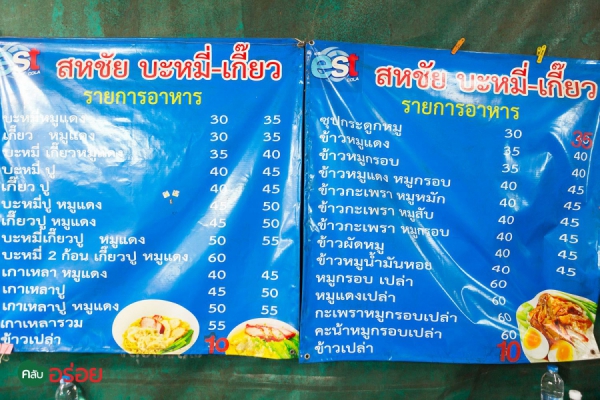 est
COLA
สหชัย บะหมี่-เกี๊ยว
รายการอาหาร
บะหมี่หมูแดง 30 35
เกี๊ยว หมูแดง 30 35
บะหมี่ เกี๊ยวหมูแดง 35 40
บะหมี่ ปู 40 45
เกี๊ยว ปู 40 45
บะหมี่ปู หมูแดง 45 50
เกี๊ยวปู หมูแดง 45 50
บะหมี่เกี๊ยวปู หมูแดง 50 55
บะหมี่ 2 ก้อน เกี๊ยวปู หมูแดง 60
เกาเหลา หมูแดง 40 45
เกาเหลาปู 45 50
เกาเหลาปู หมูแดง 50 55
เกาเหลารวม 55
ข้าวเปล่า 10
est
COLA
สหชัย บะหมี่-เกี๊ยว
รายการอาหาร
ซุปกระดูกหมู 30
ข้าวหมูแดง 35 35
ข้าวหมูกรอบ 35 40
ข้าวหมูแดง หมูกรอบ 40 40
ข้าวกะเพรา หมูหมัก 40 45
ข้าวกะเพรา หมูสับ 40 45
ข้าวกะเพรา หมูกรอบ 40 45
ข้าวผัดหมู 40 45
ข้าวหมูน้ำมันหอย 40 45
หมูกรอบ เปล่า 60
หมูแดงเปล่า 60
กะเพราหมูกรอบเปล่า 60
คะน้าหมูกรอบเปล่า 60
ข้าวเปล่า 10
คลับ อร่อย